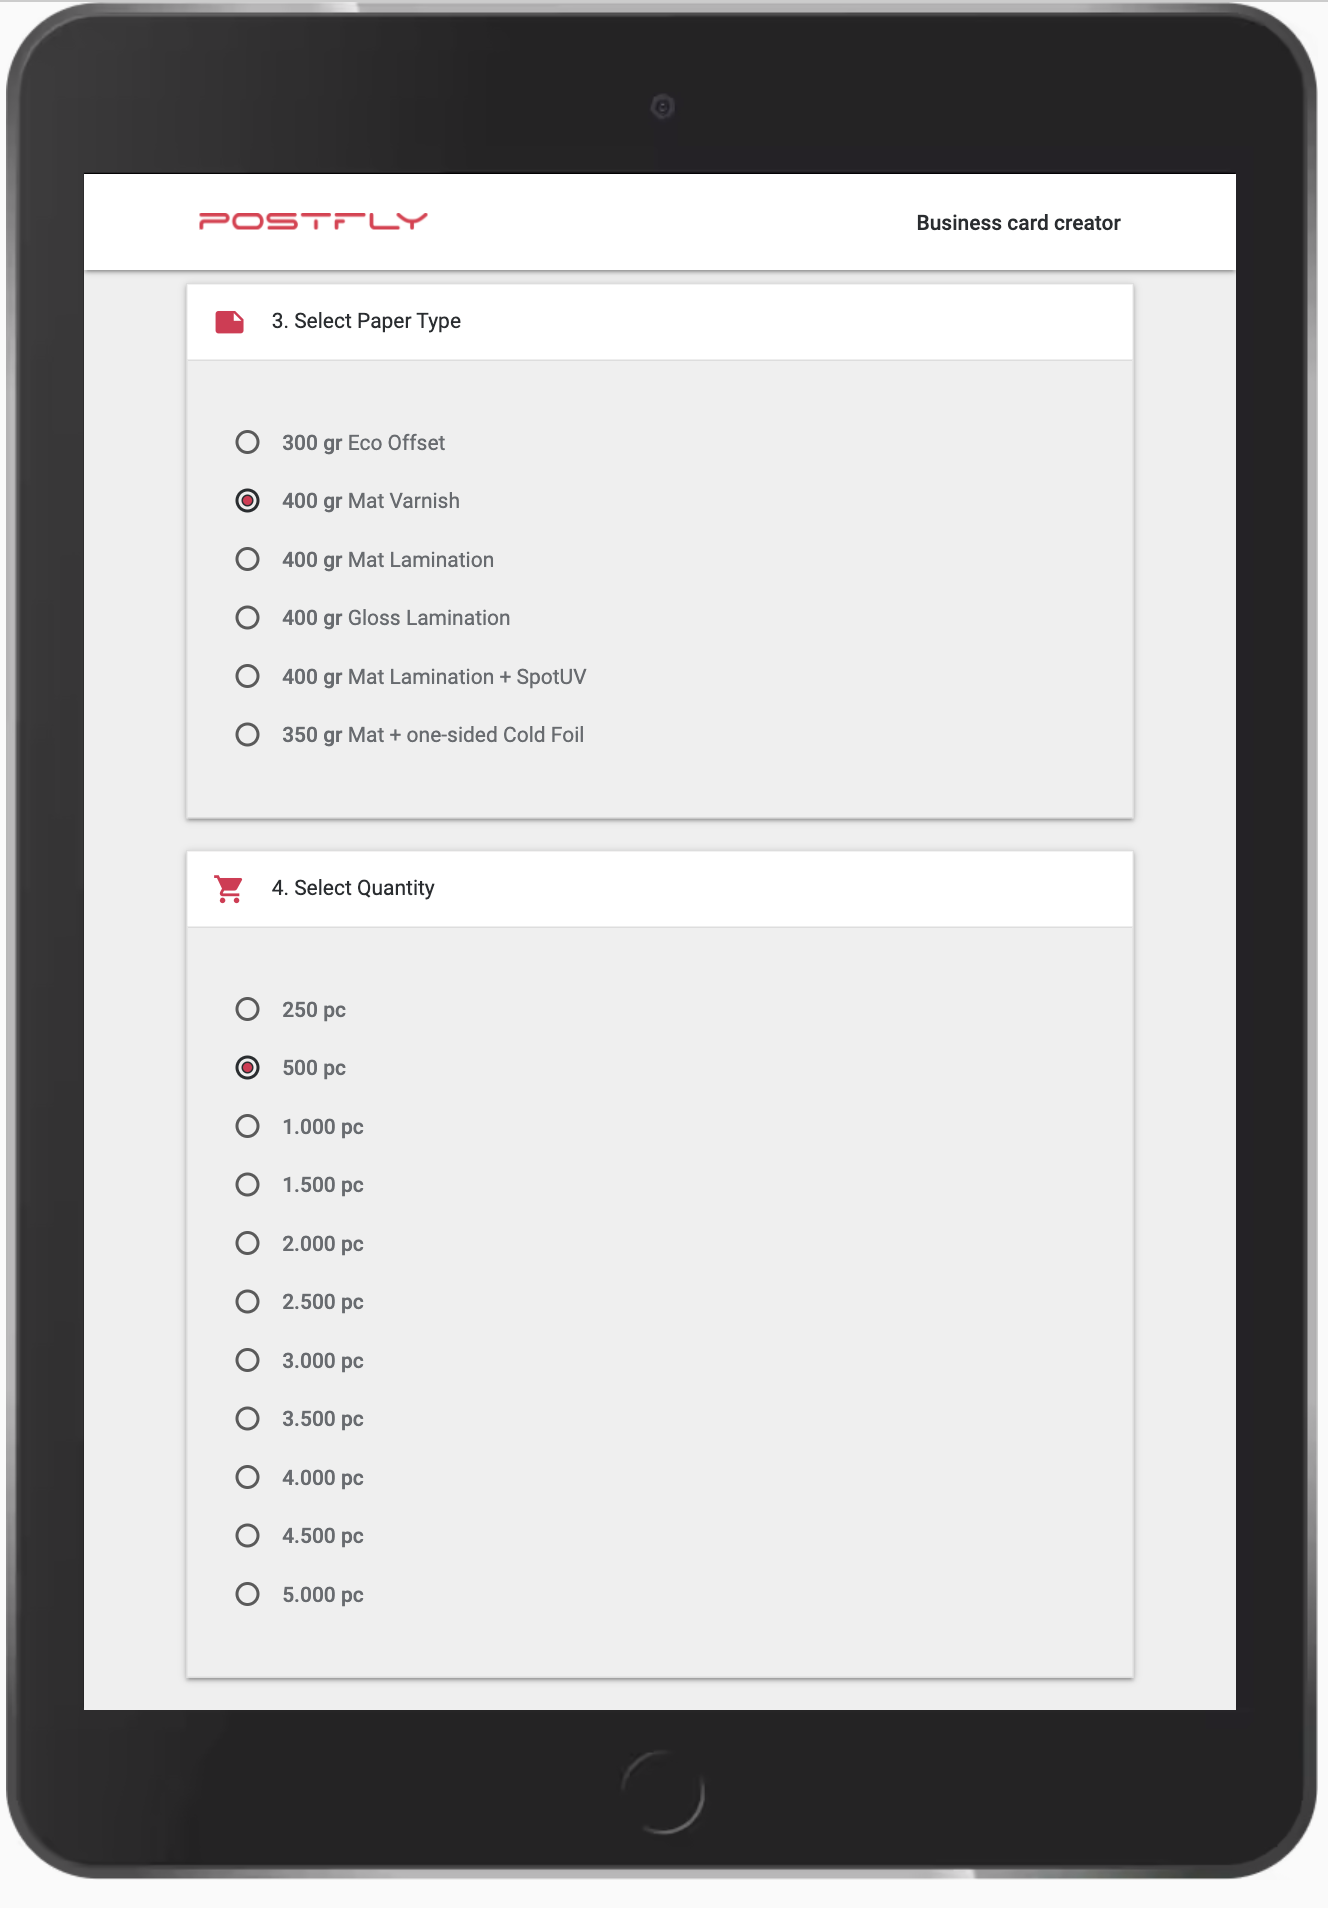 POSTFLY
Business card creator
3. Select Paper Type
300 gr Eco Offset
400 gr Mat Varnish
400 gr Mat Lamination
400 gr Gloss Lamination
400 gr Mat Lamination + SpotUV
350 gr Mat + one-sided Cold Foil
4. Select Quantity
250 pc
500 pc
1.000 pc
1.500 pc
2.000 pc
2.500 pc
3.000 pc
3.500 pc
4.000 pc
4.500 pc
5.000 pc